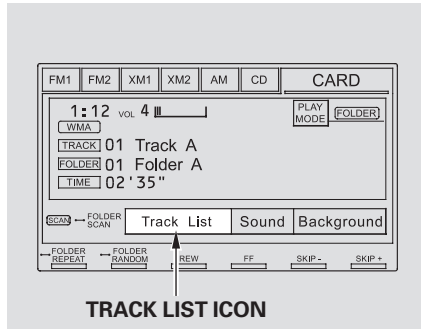 FM1 FM2 XM1 XM2 AM CD CARD
1:12 VOL 4 PLAY MODE FOLDER
WMA
TRACK 01 Track A
FOLDER 01 Folder A
TIME 02'35"
SCAN FOLDER SCAN Track List Sound Background
FOLDER REPEAT FOLDER RANDOM REW FF SKIP- SKIP+
TRACK LIST ICON